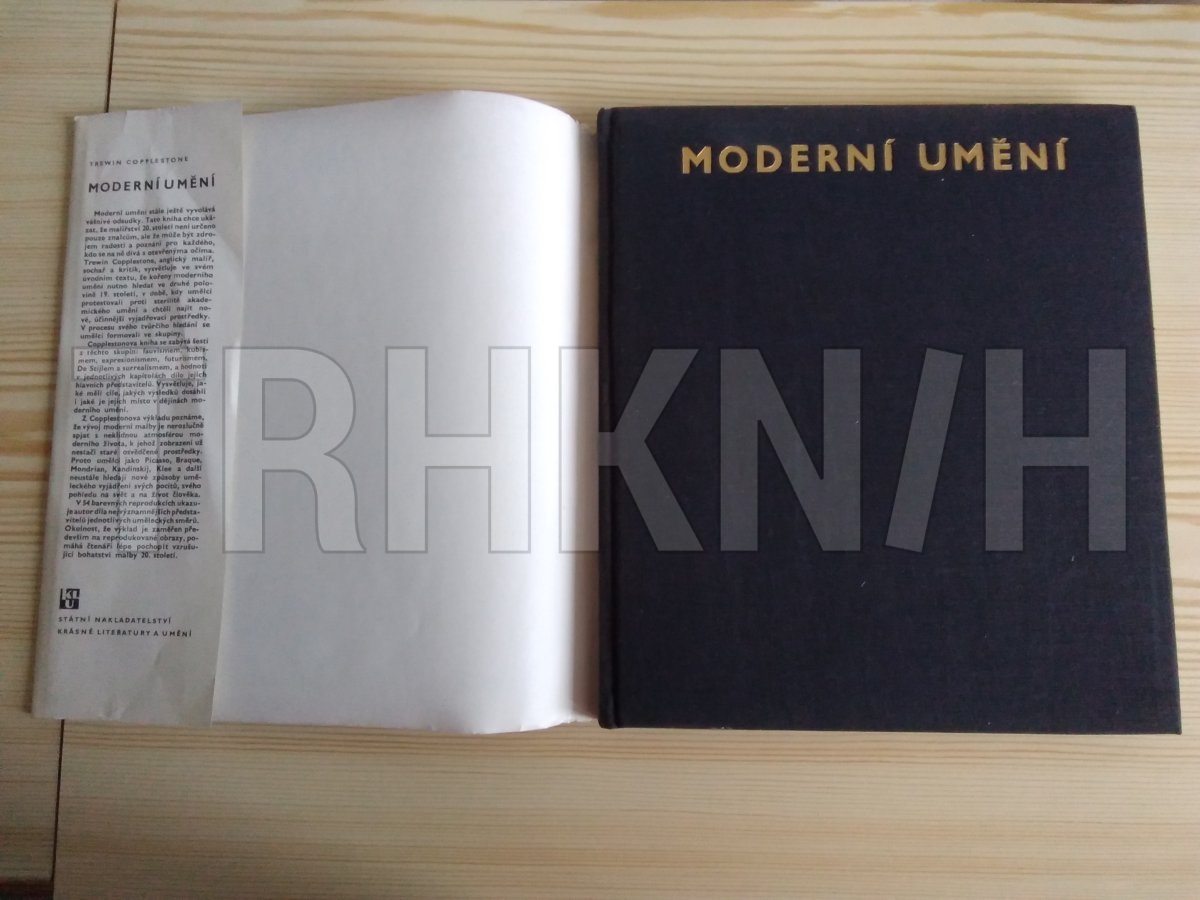 TREWIN COPPLESTONE
MODERNÍ UMĚNÍ
Moderní umění stále ještě vyvolává
vášnivé odsudky. Tato kniha chce uká-
zat, že malířství 20. století není určeno
pouze znalcům, ale že může být zdro-
jem radosti a poznání pro každého,
kdo se na ně dívá s otevřenýma očima.
Trewin Copplestone, anglický malíř,
sochař a kritik, vysvětluje ve svém
úvodním textu, že kořeny moderního
umění nutno hledat ve druhé polo-
vině 19. století, v době, kdy umělci
protestovali proti sterilitě akade-
mického umění a chtěli najít no-
vé, účinnější vyjadřovací prostředky.
V procesu svého tvůrčího hledání se
umělci formovali ve skupiny.
Copplestonova kniha se zabývá šesti
z těchto skupin: fauvismem, kubis-
mem, expresionismem, futurismem,
De Stijlem a surrealismem, a hodnotí
v jednotlivých kapitolách dílo jejich
hlavních představitelů. Vysvětluje, ja-
ké měli cíle, jakých výsledků dosáhli
i jaké je jejich místo v dějinách mo-
derního umění.
Z Copplestonova výkladu poznáme,
že vývoj moderní malby je nerozlučně
spjat s neklidnou atmosférou mo-
derního života, k jehož zobrazení už
nestačí staré osvědčené prostředky.
Proto umělci jako Picasso, Braque,
Mondrian, Kandinskij, Klee a další
neustále hledají nové způsoby umě-
leckého vyjádření svých pocitů, svého
pohledu na svět a na život člověka.
V 54 barevných reprodukcích ukazu-
je autor díla nejvýznamnějších předsta-
vitelů jednotlivých uměleckých směrů.
Okolnost, že výklad je zaměřen pře-
devším na reprodukované obrazy, po-
máhá čtenáři lépe pochopit vzrušu-
jící bohatství malby 20. století.
KLU
STÁTNÍ NAKLADATELSTVÍ
KRÁSNÉ LITERATURY A UMĚNÍ
MODERNÍ UMĚNÍ
RHKN/H